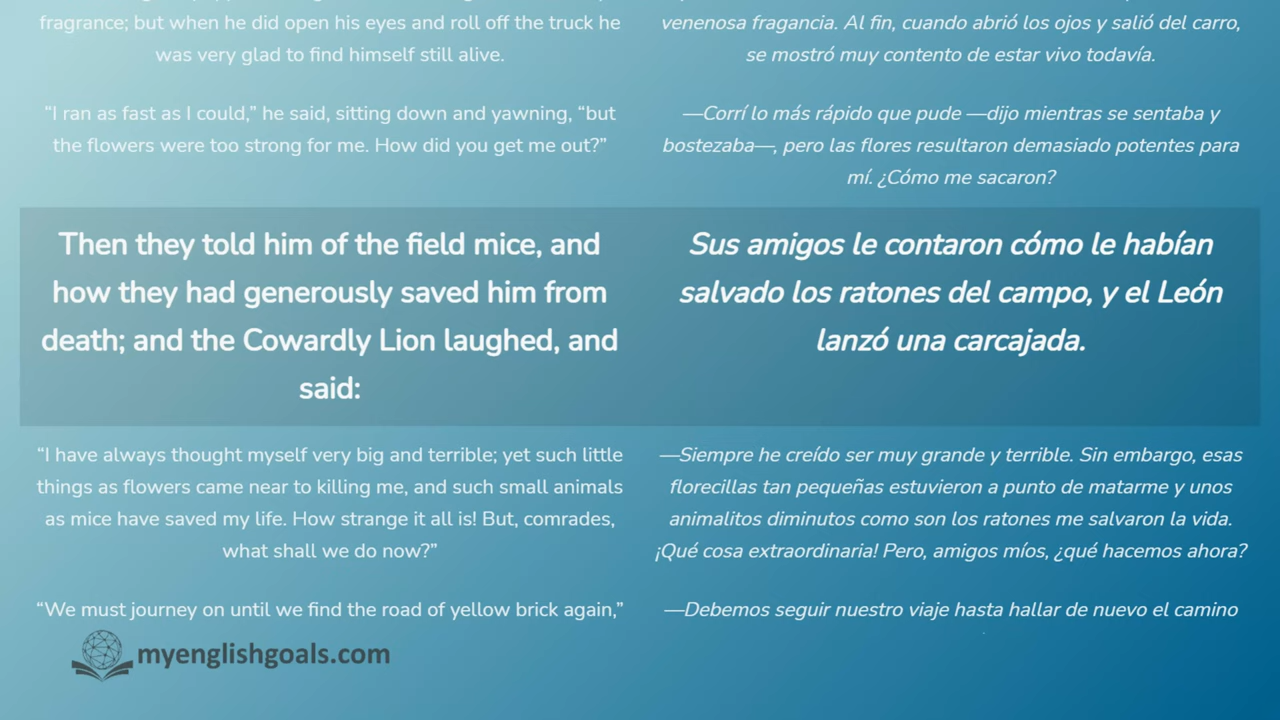 fragrance; but when he did open his eyes and roll off the truck he
was very glad to find himself still alive.
“I ran as fast as I could,” he said, sitting down and yawning, “but
the flowers were too strong for me. How did you get me out?”
Then they told him of the field mice, and
how they had generously saved him from
death; and the Cowardly Lion laughed, and
said:
“I have always thought myself very big and terrible; yet such little
things as flowers came near to killing me, and such small animals
as mice have saved my life. How strange it all is! But, comrades,
what shall we do now?”
“We must journey on until we find the road of yellow brick again,”
venenosa fragancia. Al fin, cuando abrió los ojos y salió del carro,
se mostró muy contento de estar vivo todavía.
—Corrí lo más rápido que pude —dijo mientras se sentaba y
bostezaba—, pero las flores resultaron demasiado potentes para
mí. ¿Cómo me sacaron?
Sus amigos le contaron cómo le habían
salvado los ratones del campo, y el León
lanzó una carcajada.
—Siempre he creído ser muy grande y terrible. Sin embargo, esas
florecillas tan pequeñas estuvieron a punto de matarme y unos
animalitos diminutos como son los ratones me salvaron la vida.
¡Qué cosa extraordinaria! Pero, amigos míos, ¿qué hacemos ahora?
—Debemos seguir nuestro viaje hasta hallar de nuevo el camino
myenglishgoals.com